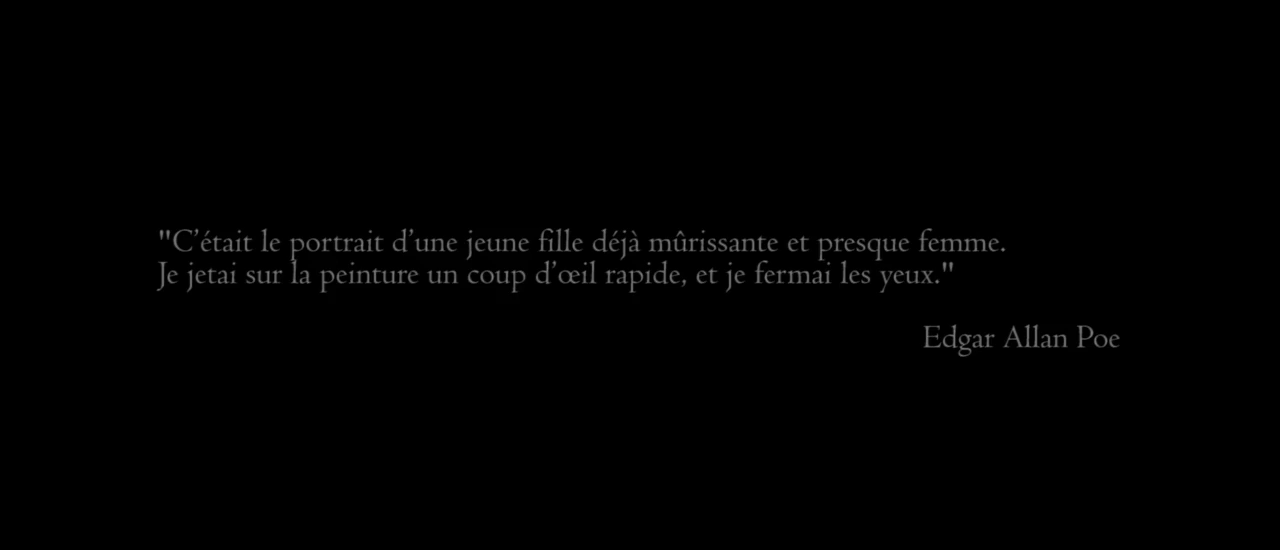 "C’était le portrait d’une jeune fille déjà mûrissante et presque femme.
Je jetai sur la peinture un coup d’œil rapide, et je fermai les yeux."
Edgar Allan Poe